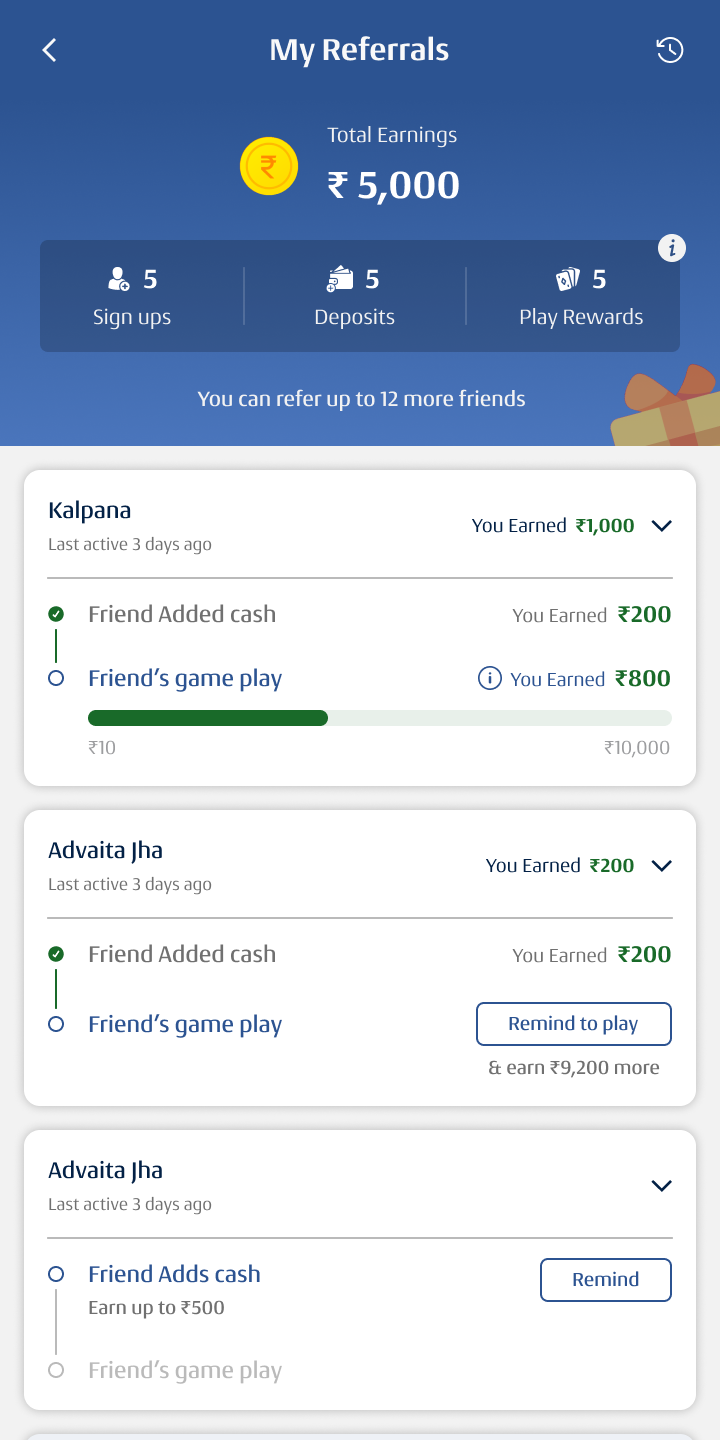 My Referrals
Total Earnings
₹ 5,000
i
5
5
5
Sign ups
Deposits
Play Rewards
You can refer up to 12 more friends
Kalpana
Last active 3 days ago
You Earned ₹1,000
Friend Added cash
You Earned ₹200
Friend’s game play
You Earned ₹800
₹10
₹10,000
Advaita Jha
Last active 3 days ago
You Earned ₹200
Friend Added cash
You Earned ₹200
Friend’s game play
Remind to play
& earn ₹9,200 more
Advaita Jha
Last active 3 days ago
Friend Adds cash
Remind
Earn up to ₹500
Friend’s game play